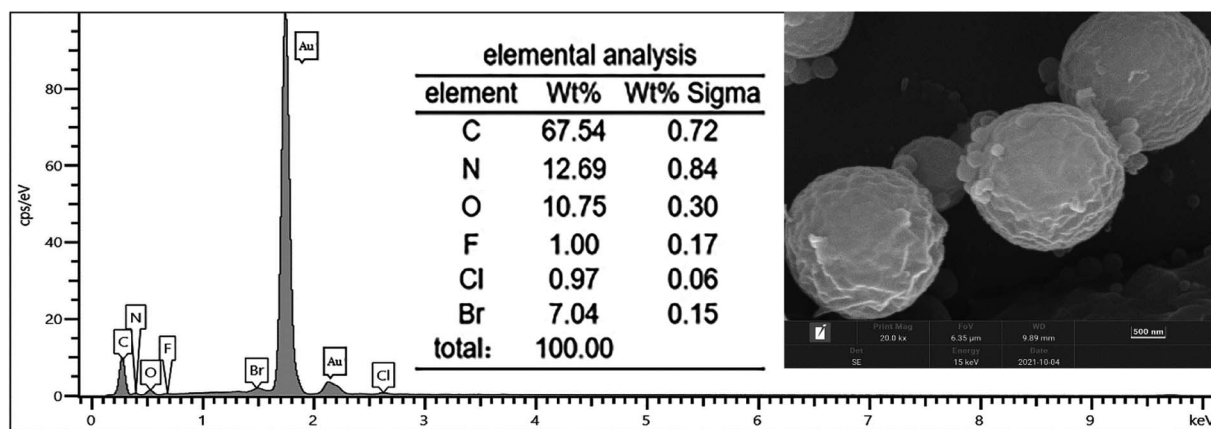 80
60
40
20
0
cps/eV
0 1 2 3 4 5 6 7 8 9 keV
C
N
O
F
Br
Au
Au
Cl
elemental analysis
element Wt% Wt% Sigma
C 67.54 0.72
N 12.69 0.84
O 10.75 0.30
F 1.00 0.17
Cl 0.97 0.06
Br 7.04 0.15
total: 100.00
Print Mag FoV WD
20.0 kx 6.35 µm 9.89 mm
500 nm
Det Energy Date
SE 15 keV 2021-10-04